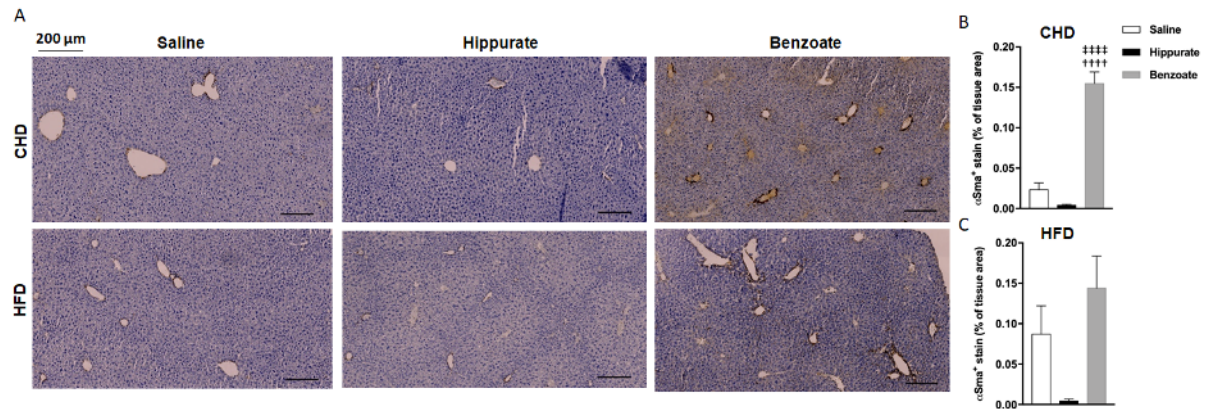 A
200 µm
Saline
Hippurate
Benzoate
CHD
HFD
B
CHD
αSma⁺ stain (% of tissue area)
0.20
0.15
0.10
0.05
0.00
‡‡‡‡
††††
Saline
Hippurate
Benzoate
C
HFD
αSma⁺ stain (% of tissue area)
0.20
0.15
0.10
0.05
0.00